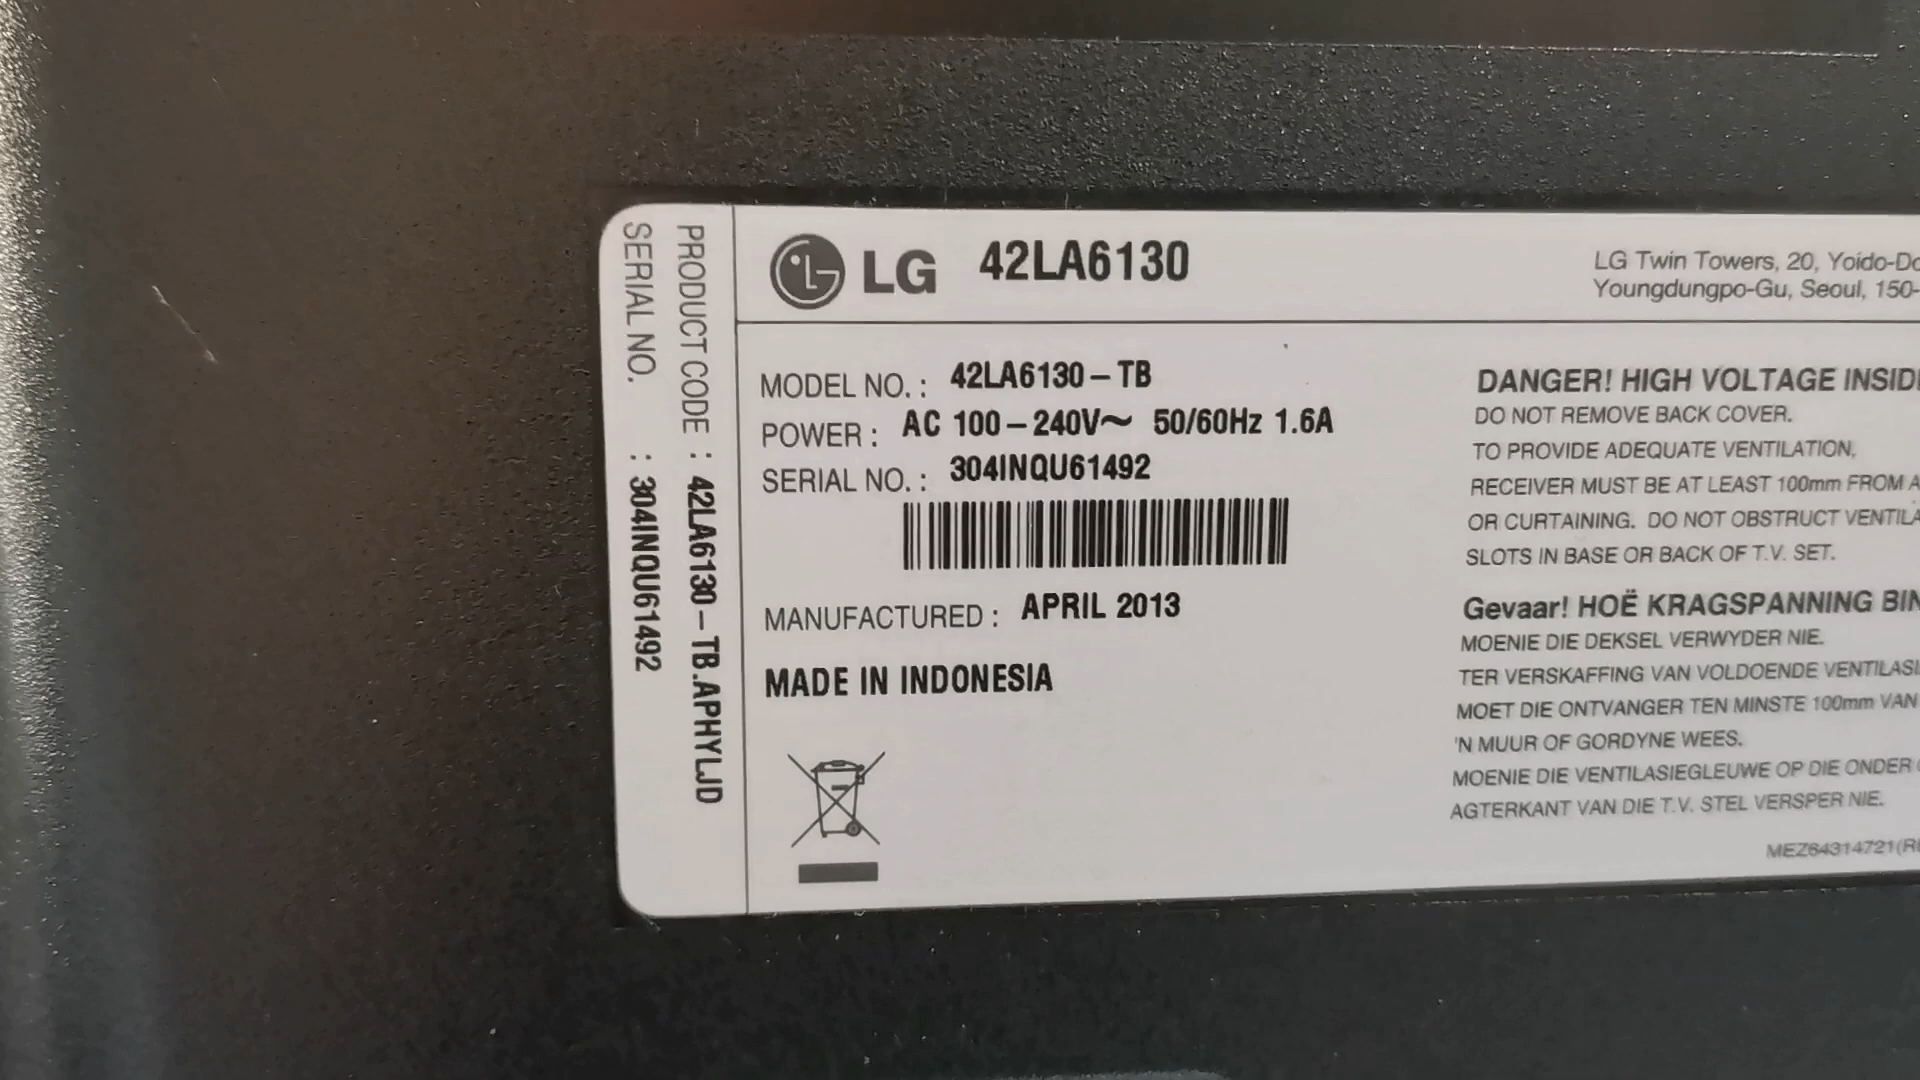 SERIAL NO. : 304INQU61492
PRODUCT CODE : 42LA6130-TB.APHYLJD
LG 42LA6130
LG Twin Towers, 20, Yoido-Do
Youngdungpo-Gu, Seoul, 150-
MODEL NO. : 42LA6130-TB
POWER : AC 100-240V~ 50/60Hz 1.6A
SERIAL NO. : 304INQU61492
MANUFACTURED : APRIL 2013
MADE IN INDONESIA
DANGER! HIGH VOLTAGE INSID
DO NOT REMOVE BACK COVER.
TO PROVIDE ADEQUATE VENTILATION,
RECEIVER MUST BE AT LEAST 100mm FROM A
OR CURTAINING. DO NOT OBSTRUCT VENTILA
SLOTS IN BASE OR BACK OF T.V. SET.
Gevaar! HOË KRAGSPANNING BIN
MOENIE DIE DEKSEL VERWYDER NIE.
TER VERSKAFFING VAN VOLDOENDE VENTILASI
MOET DIE ONTVANGER TEN MINSTE 100mm VAN
'N MUUR OF GORDYNE WEES.
MOENIE DIE VENTILASIEGLEUWE OP DIE ONDER
AGTERKANT VAN DIE T.V. STEL VERSPER NIE.
MEZ64314721(R